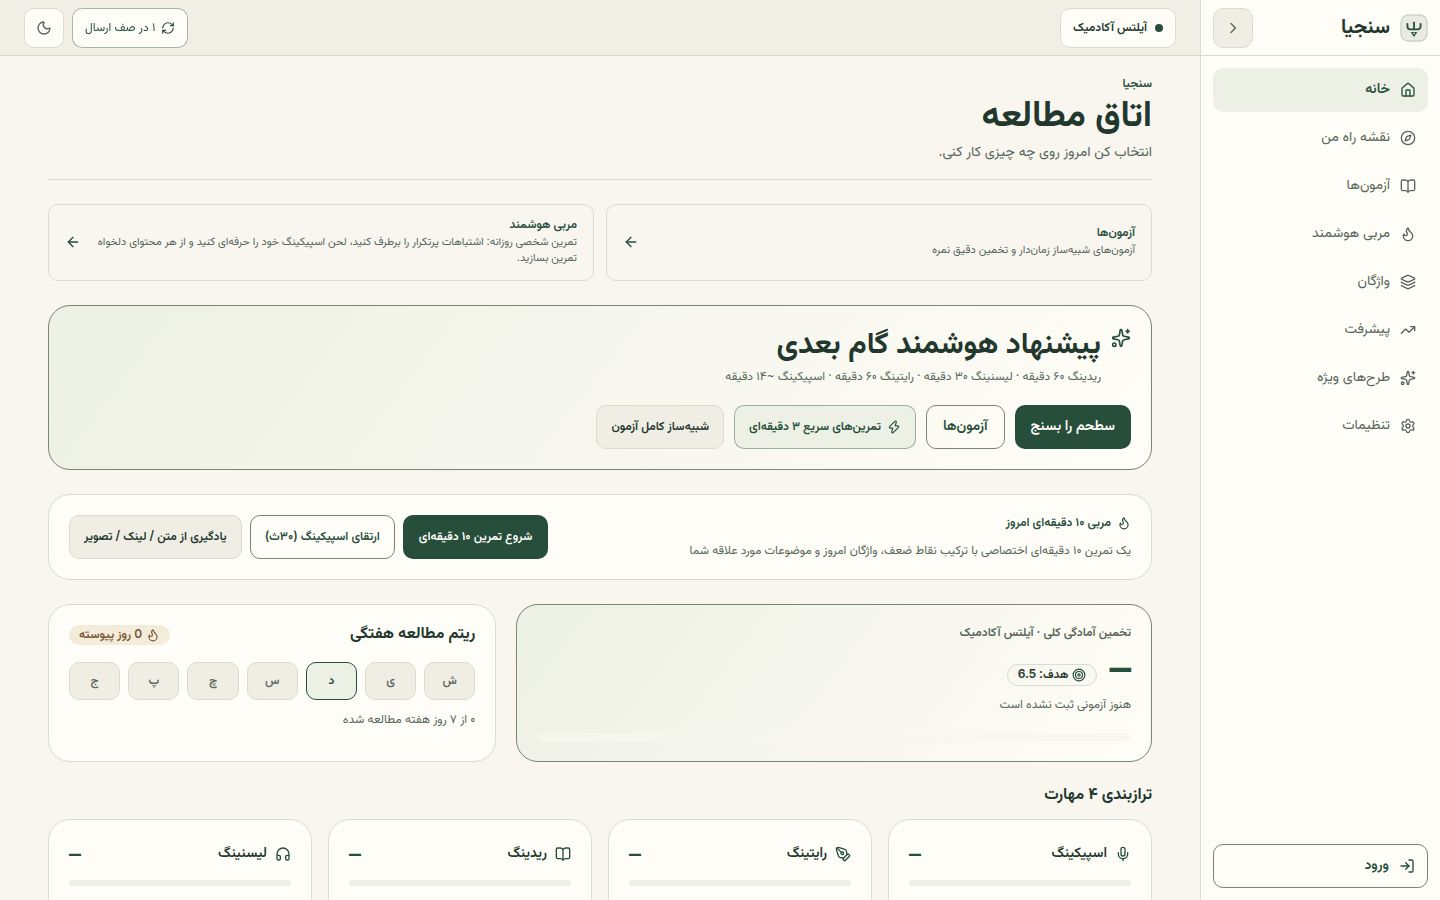 سنجیا
آیلتس آکادمیک
۱ در صف ارسال
خانه
نقشه راه من
آزمون‌ها
مربی هوشمند
واژگان
پیشرفت
طرح‌های ویژه
تنظیمات
ورود
سنجیا
اتاق مطالعه
انتخاب کن امروز روی چه چیزی کار کنی.
آزمون‌ها
آزمون‌های شبیه‌ساز زمان‌دار و تخمین دقیق نمره
مربی هوشمند
تمرین شخصی روزانه: اشتباهات پرتکرار را برطرف کنید، لحن اسپیکینگ خود را حرفه‌ای کنید و از هر محتوای دلخواه
تمرین بسازید.
پیشنهاد هوشمند گام بعدی
ریدینگ ۶۰ دقیقه · لیسنینگ ۳۰ دقیقه · رایتینگ ۶۰ دقیقه · اسپیکینگ ~۱۴ دقیقه
سطحم را بسنج
آزمون‌ها
تمرین‌های سریع ۳ دقیقه‌ای
شبیه‌ساز کامل آزمون
مربی ۱۰ دقیقه‌ای امروز
یک تمرین ۱۰ دقیقه‌ای اختصاصی با ترکیب نقاط ضعف، واژگان امروز و موضوعات مورد علاقه شما
شروع تمرین ۱۰ دقیقه‌ای
ارتقای اسپیکینگ (۳۰ث)
یادگیری از متن / لینک / تصویر
تخمین آمادگی کلی · آیلتس آکادمیک
—
هدف: 6.5
هنوز آزمونی ثبت نشده است
ریتم مطالعه هفتگی
0 روز پیوسته
ش
ی
د
س
چ
پ
ج
۰ از ۷ روز هفته مطالعه شده
ترازبندی ۴ مهارت
اسپیکینگ
—
رایتینگ
—
ریدینگ
—
لیسنینگ
—